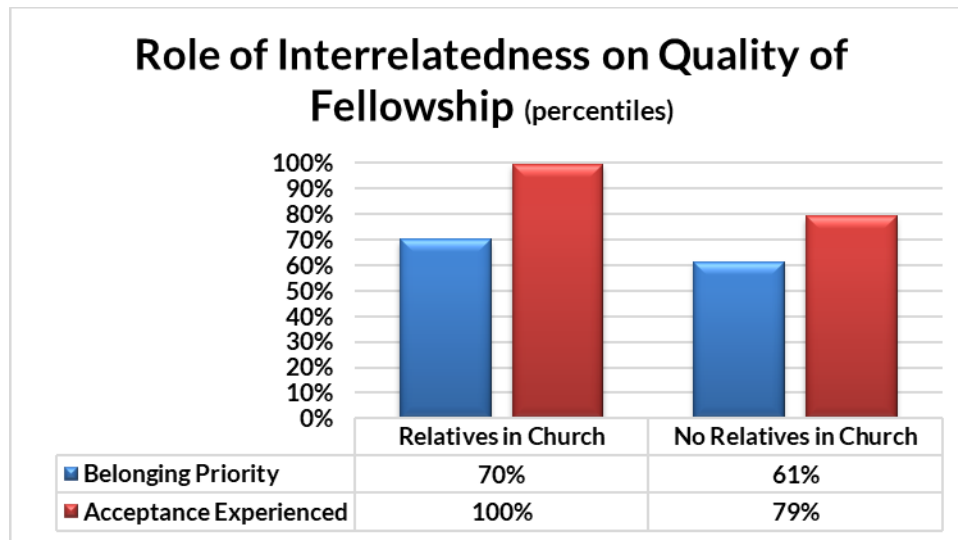 Role of Interrelatedness on Quality of
Fellowship (percentiles)
100%
90%
80%
70%
60%
50%
40%
30%
20%
10%
0%
Relatives in Church No Relatives in Church
Belonging Priority 70% 61%
Acceptance Experienced 100% 79%